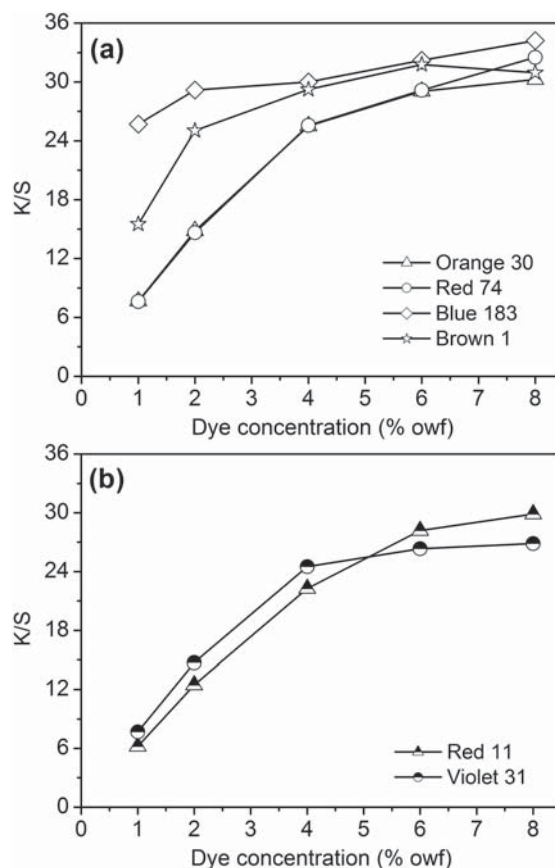 (a)
36
30
24
18
12
6
0
K/S
Orange 30
Red 74
Blue 183
Brown 1
0 1 2 3 4 5 6 7 8
Dye concentration (% owf)
(b)
36
30
24
18
12
6
0
K/S
Red 11
Violet 31
0 1 2 3 4 5 6 7 8
Dye concentration (% owf)